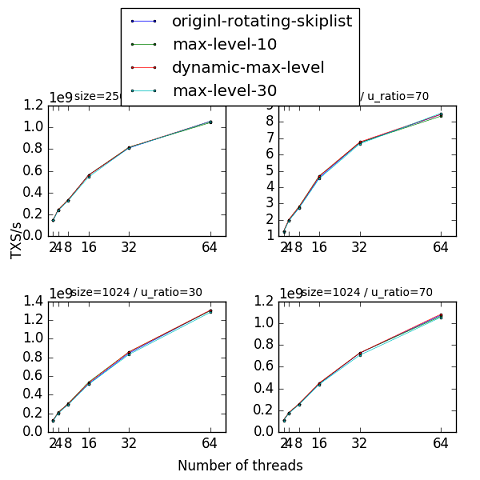 originl-rotating-skiplist
max-level-10
dynamic-max-level
max-level-30
1e9
size=256
/ u_ratio=70
1.2
1.0
0.8
0.6
0.4
0.2
0.0
2 4 8 16 32 64
9
8
7
6
5
4
3
2
1
2 4 8 16 32 64
TXS/s
1e9
size=1024 / u_ratio=30
1.4
1.2
1.0
0.8
0.6
0.4
0.2
0.0
2 4 8 16 32 64
1e9
size=1024 / u_ratio=70
1.2
1.0
0.8
0.6
0.4
0.2
0.0
2 4 8 16 32 64
Number of threads